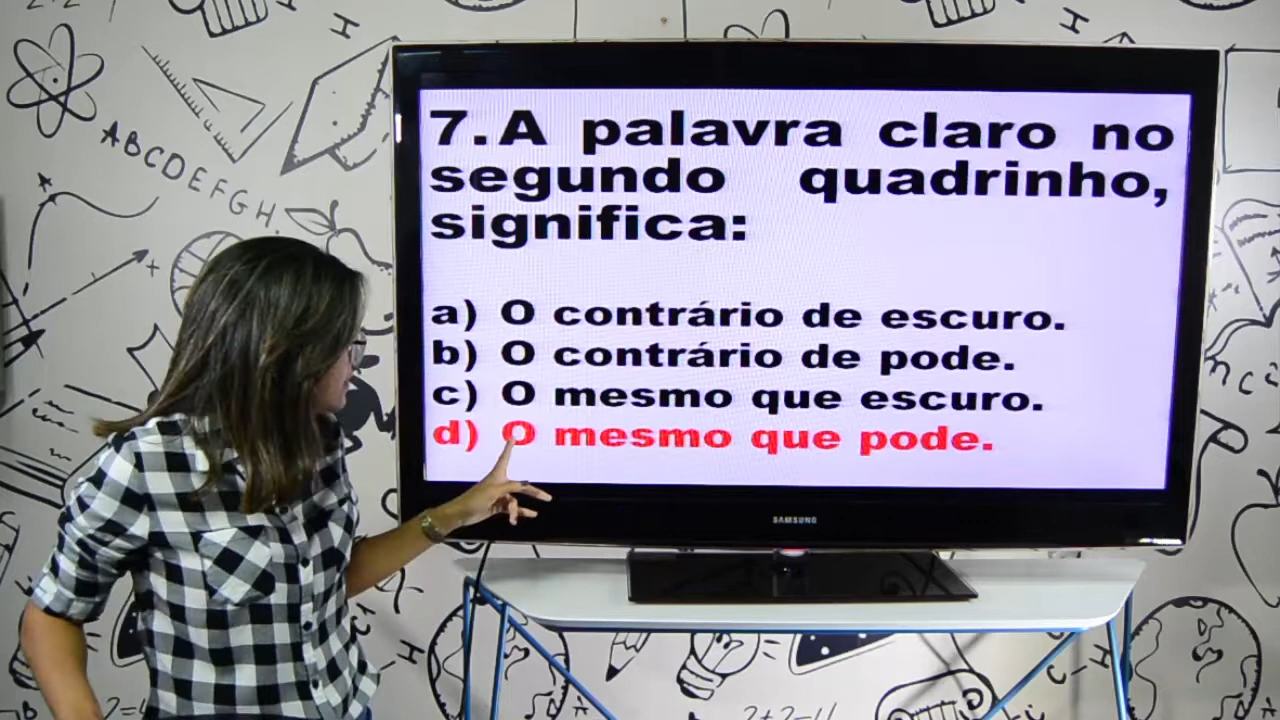 7.A palavra claro no
segundo quadrinho,
significa:
a) O contrário de escuro.
b) O contrário de pode.
c) O mesmo que escuro.
d) O mesmo que pode.
SAMSUNG
ABCDEFGH
H
H
H
H